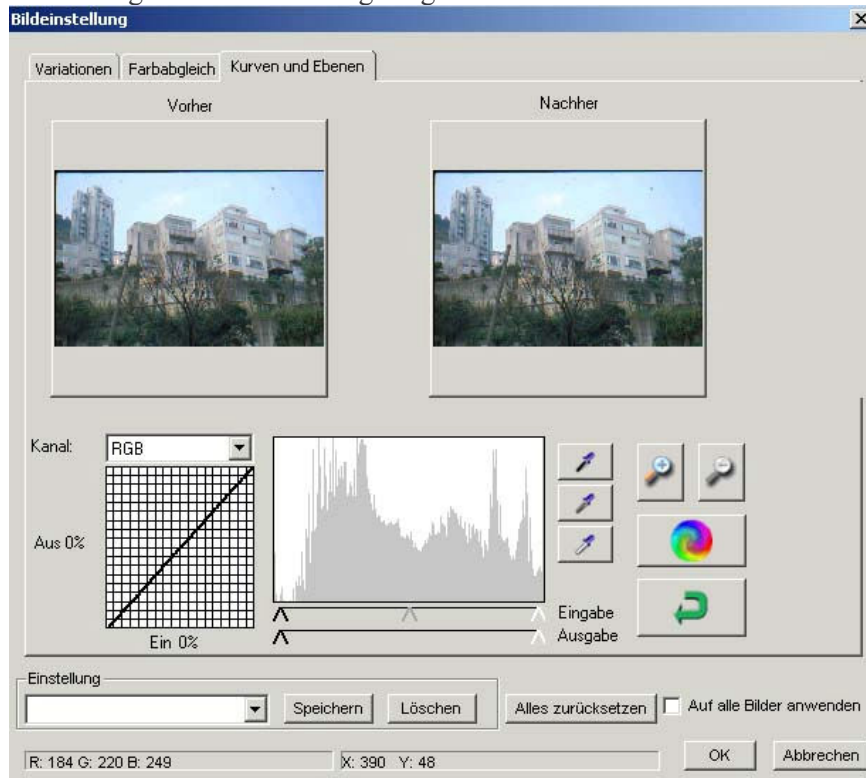 Bildeinstellung
Variationen Farbabgleich Kurven und Ebenen
Vorher Nachher
Kanal: RGB
Aus 0%
Ein 0%
Eingabe
Ausgabe
Einstellung
Speichern Löschen Alles zurücksetzen Auf alle Bilder anwenden
R: 184 G: 220 B: 249 X: 390 Y: 48 OK Abbrechen